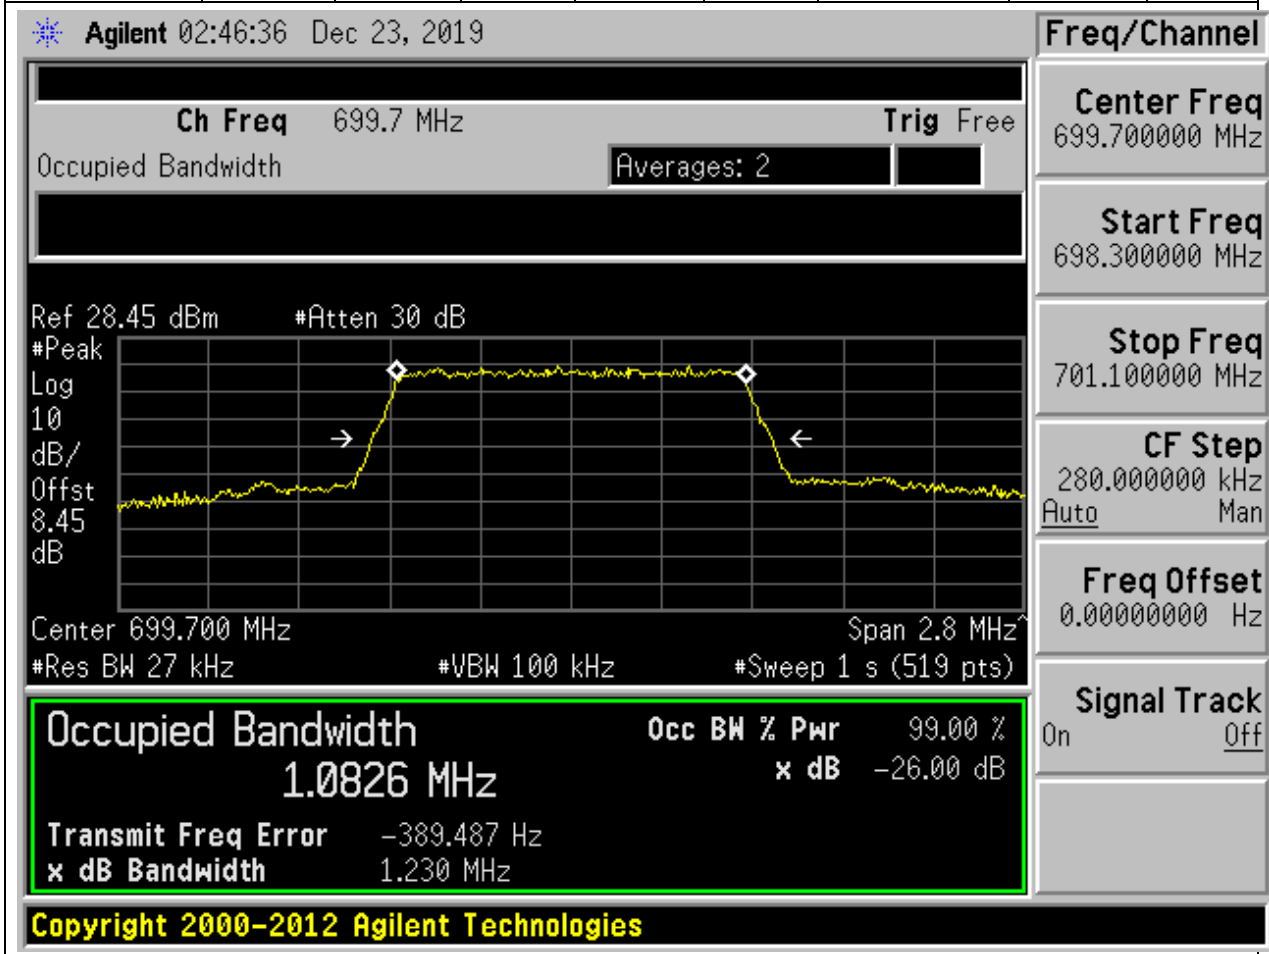 Agilent 02:46:36 Dec 23, 2019
Freq/Channel
Ch Freq 699.7 MHz Trig Free
Occupied Bandwidth Averages: 2
Center Freq
699.700000 MHz
Start Freq
698.300000 MHz
Stop Freq
701.100000 MHz
CF Step
280.000000 kHz
Auto Man
Freq Offset
0.00000000 Hz
Signal Track
On Off
Ref 28.45 dBm #Atten 30 dB
#Peak
Log
10
dB/
Offst
8.45
dB
Center 699.700 MHz Span 2.8 MHz^
#Res BW 27 kHz #VBW 100 kHz #Sweep 1 s (519 pts)
Occupied Bandwidth Occ BW % Pwr 99.00 %
1.0826 MHz x dB -26.00 dB
Transmit Freq Error -389.487 Hz
x dB Bandwidth 1.230 MHz
Copyright 2000-2012 Agilent Technologies